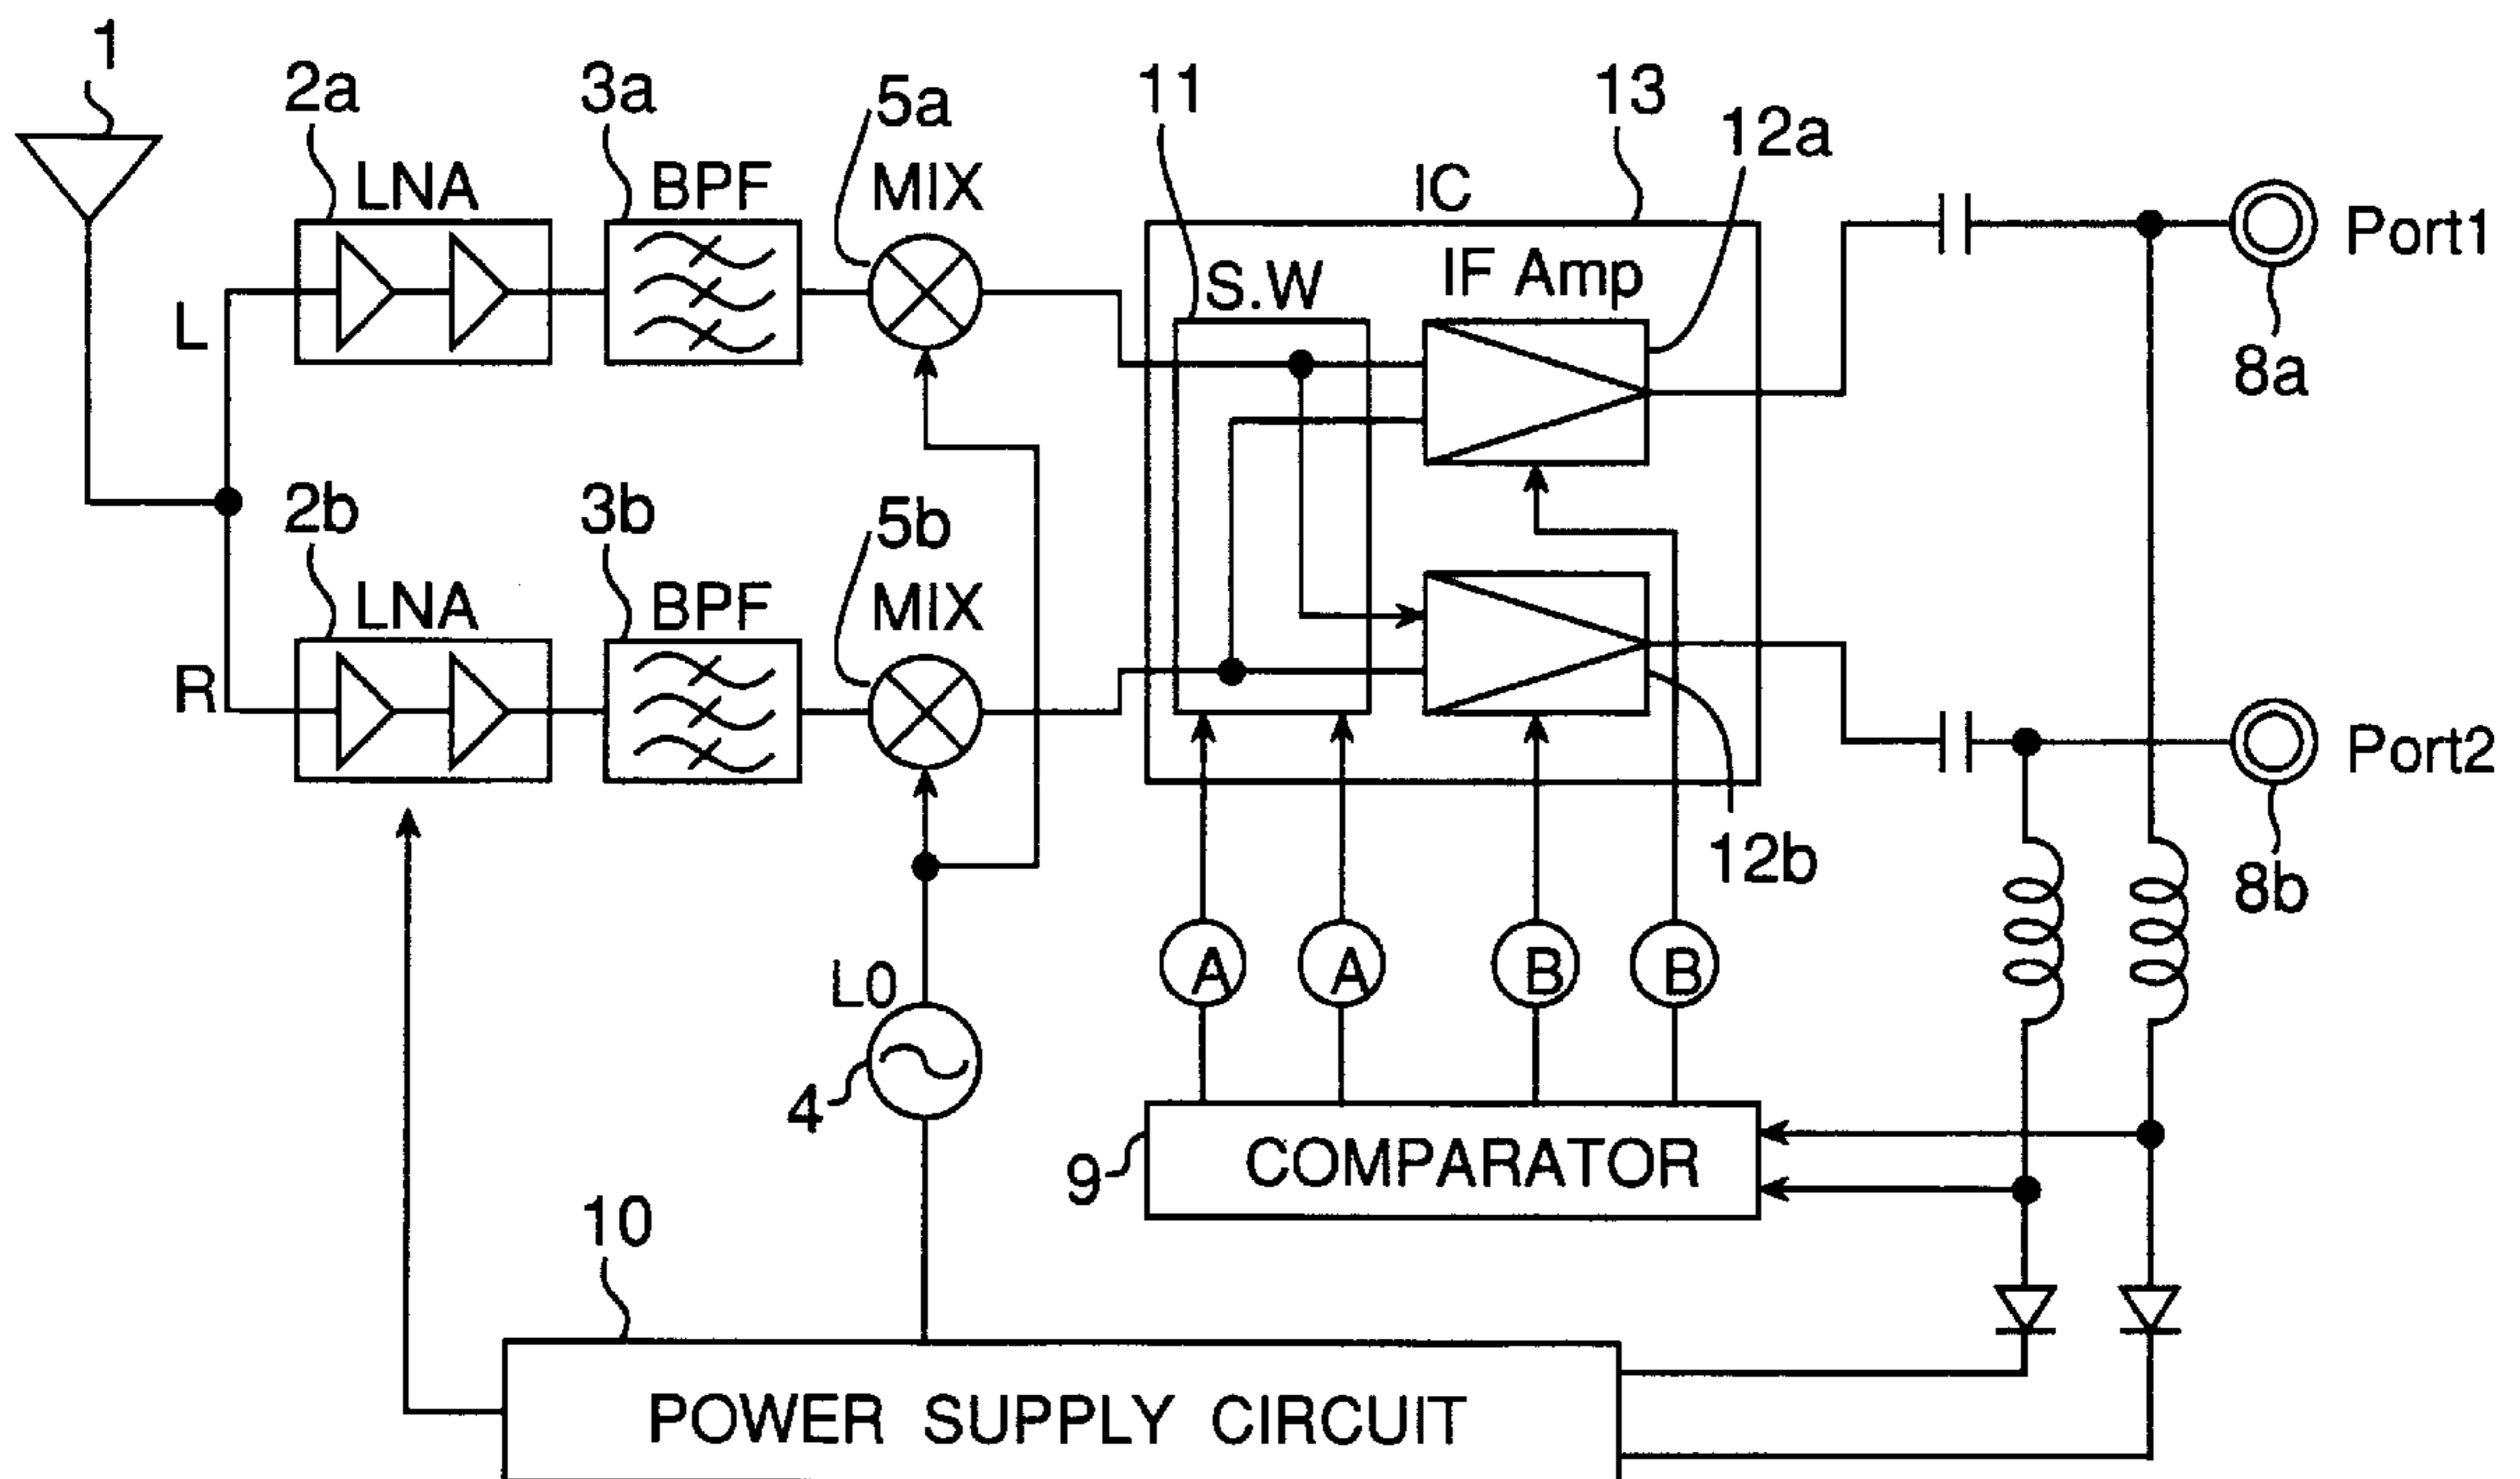 1
2a
3a
5a
11
13
12a
LNA
BPF
MIX
IC
Port1
S.W
IF Amp
L
8a
2b
3b
5b
LNA
BPF
MIX
R
Port2
12b
8b
A
A
B
B
L0
4
9
COMPARATOR
10
POWER SUPPLY CIRCUIT